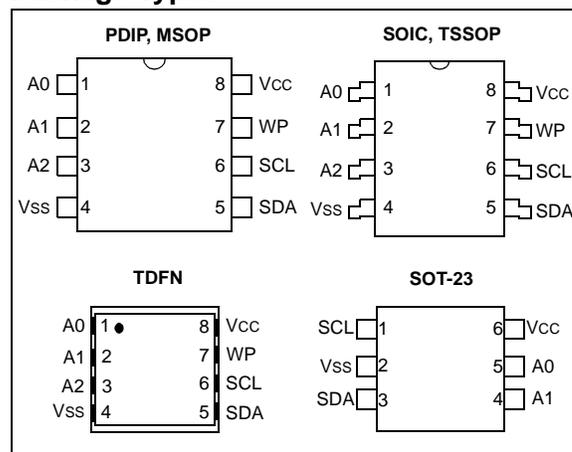 PDIP, MSOP
A0 1 8 VCC
A1 2 7 WP
A2 3 6 SCL
VSS 4 5 SDA
SOIC, TSSOP
A0 1 8 VCC
A1 2 7 WP
A2 3 6 SCL
VSS 4 5 SDA
TDFN
A0 1 8 VCC
A1 2 7 WP
A2 3 6 SCL
VSS 4 5 SDA
SOT-23
SCL 1 6 VCC
VSS 2 5 A0
SDA 3 4 A1